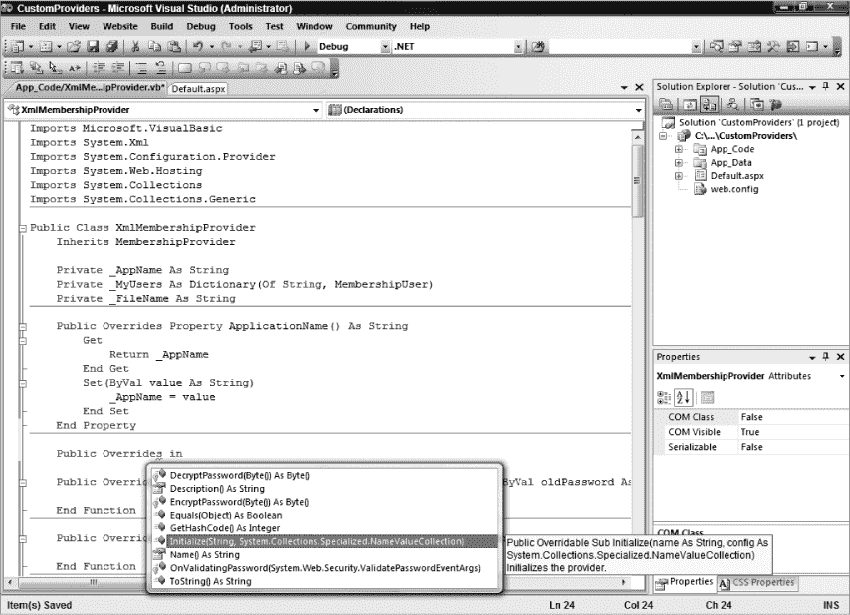 CustomProviders - Microsoft Visual Studio (Administrator)
File Edit View Website Build Debug Tools Test Window Community Help
Debug .NET
App_Code/XmlMe...pProvider.vb* Default.aspx
XmlMembershipProvider (Declarations)
Imports Microsoft.VisualBasic
Imports System.Xml
Imports System.Configuration.Provider
Imports System.Web.Hosting
Imports System.Collections
Imports System.Collections.Generic
Public Class XmlMembershipProvider
Inherits MembershipProvider
Private _AppName As String
Private _MyUsers As Dictionary(Of String, MembershipUser)
Private _FileName As String
Public Overrides Property ApplicationName() As String
Get
Return _AppName
End Get
Set(ByVal value As String)
_AppName = value
End Set
End Property
Public Overrides in
Public Overri
ByVal oldPassword As
End Function
Public Overri
End Function
DecryptPassword(Byte()) As Byte()
Description() As String
EncryptPassword(Byte()) As Byte()
Equals(Object) As Boolean
GetHashCode() As Integer
Initialize(String, System.Collections.Specialized.NameValueCollection)
Name() As String
OnValidatingPassword(System.Web.Security.ValidatePasswordEventArgs)
ToString() As String
Public Overridable Sub Initialize(name As String, config As
System.Collections.Specialized.NameValueCollection)
Initializes the provider.
Solution Explorer - Solution 'Cus...
Solution 'CustomProviders' (1 project)
C:\...\CustomProviders\
App_Code
App_Data
Default.aspx
web.config
Properties
XmlMembershipProvider Attributes
COM Class False
COM Visible True
Serializable False
COM Class
Properties CSS Properties
Item(s) Saved Ln 24 Col 24 Ch 24 INS